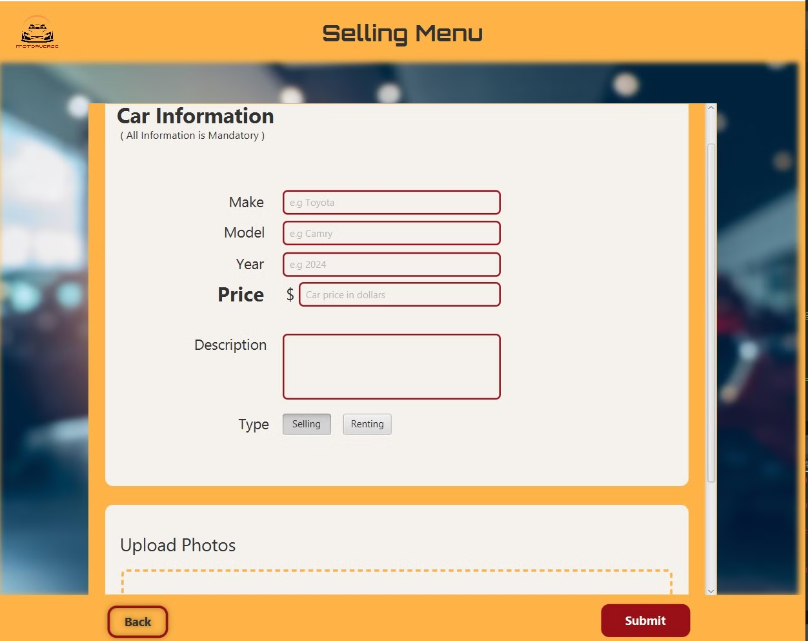 Selling Menu
Car Information
( All Information is Mandatory )
Make e.g Toyota
Model e.g Camry
Year e.g 2024
Price $ Car price in dollars
Description
Type Selling Renting
Upload Photos
Back Submit